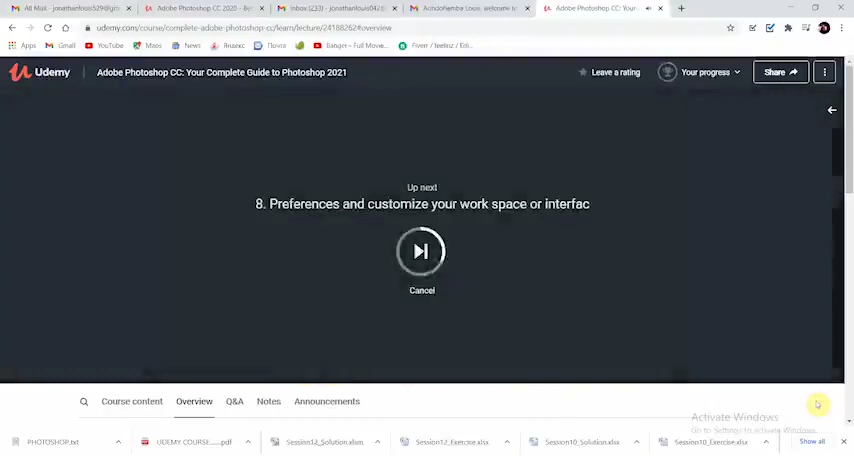 All Mail - jonathanlouis529@gm
Adobe Photoshop CC 2020 - Be
Inbox (233) - jonathanlouis042@
AondoNamba Louis, welcome to
Adobe Photoshop CC: Your
udemy.com/course/complete-adobe-photoshop-cc/learn/lecture/24188262#overview
Apps
Gmail
YouTube
Maps
News
Яндекс
Почта
Banger – Full Movie...
Fiverr / teelinz / Edi...
Udemy
Adobe Photoshop CC: Your Complete Guide to Photoshop 2021
Leave a rating
Your progress
Share
Up next
8. Preferences and customize your work space or interfac
Cancel
Course content
Overview
Q&A
Notes
Announcements
Activate Windows
Go to Settings to activate Windows.
PHOTOSHOP.txt
UDEMY COURSE......pdf
Session12_Solution.xlsm
Session12_Exercise.xlsx
Session10_Solution.xlsx
Session10_Exercise.xlsx
Show all